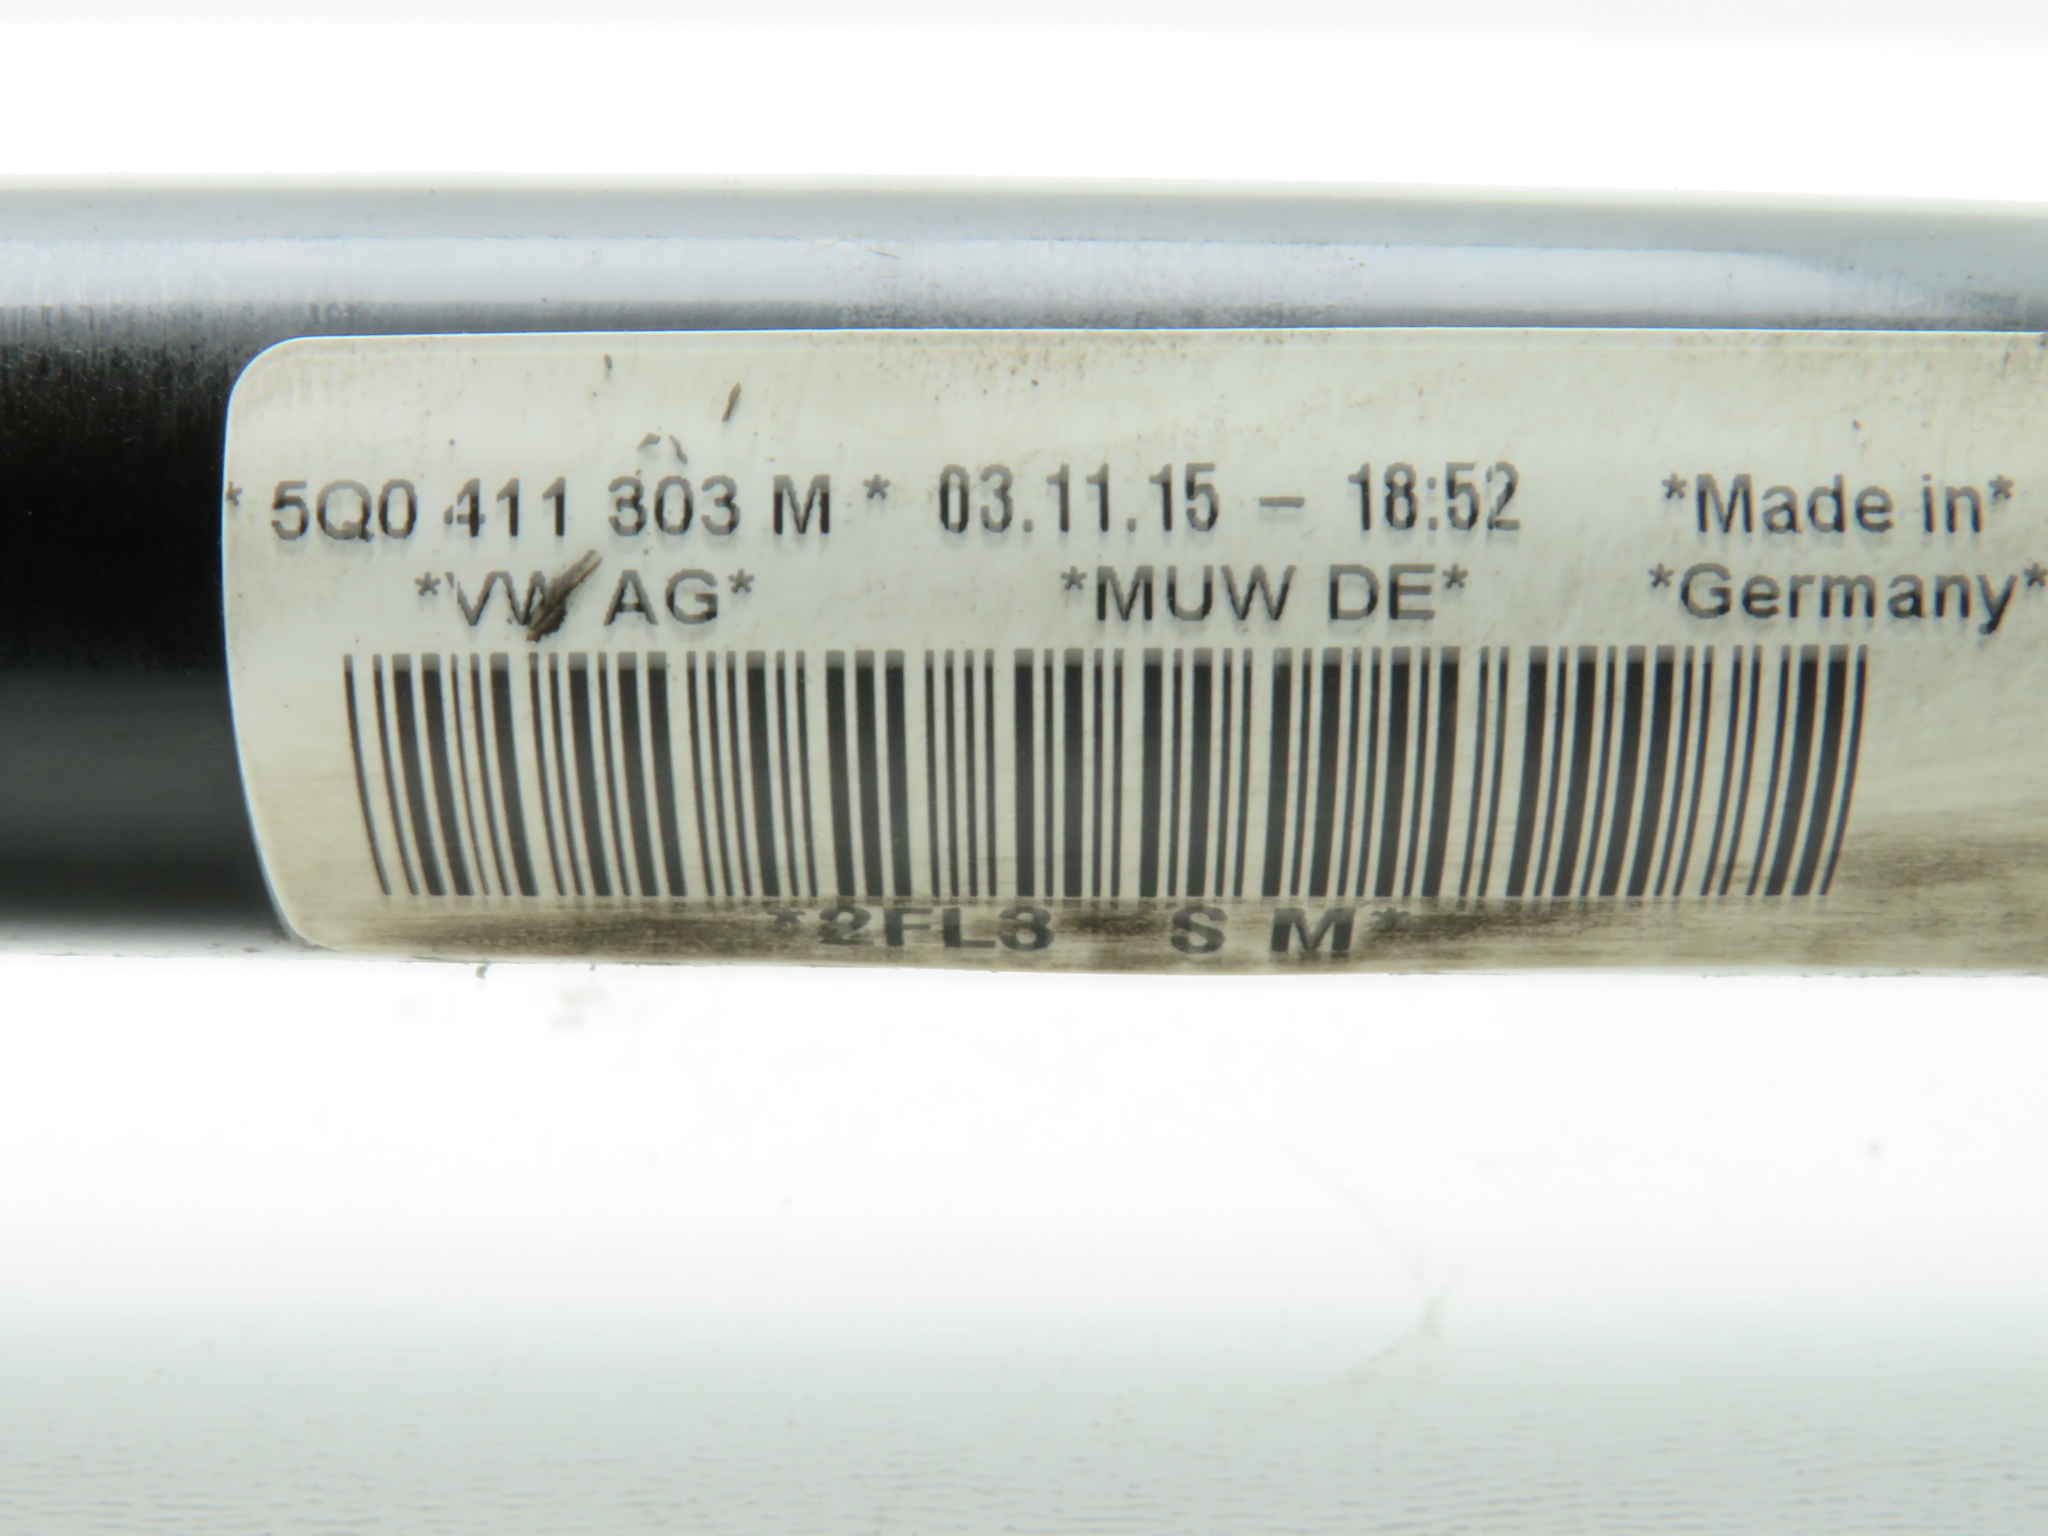 * 5Q0 411 303 M * 03.11.15 – 18:52 *Made in*
*VW AG* *MUW DE* *Germany*
*2FL3 S M*